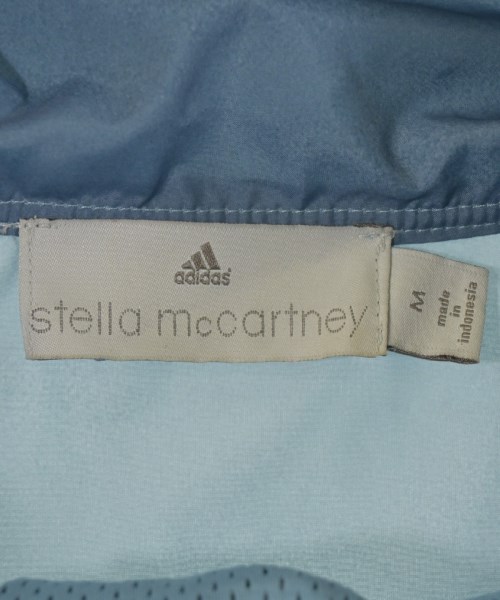 adidas
stella mccartney
M
made
in
indonesia